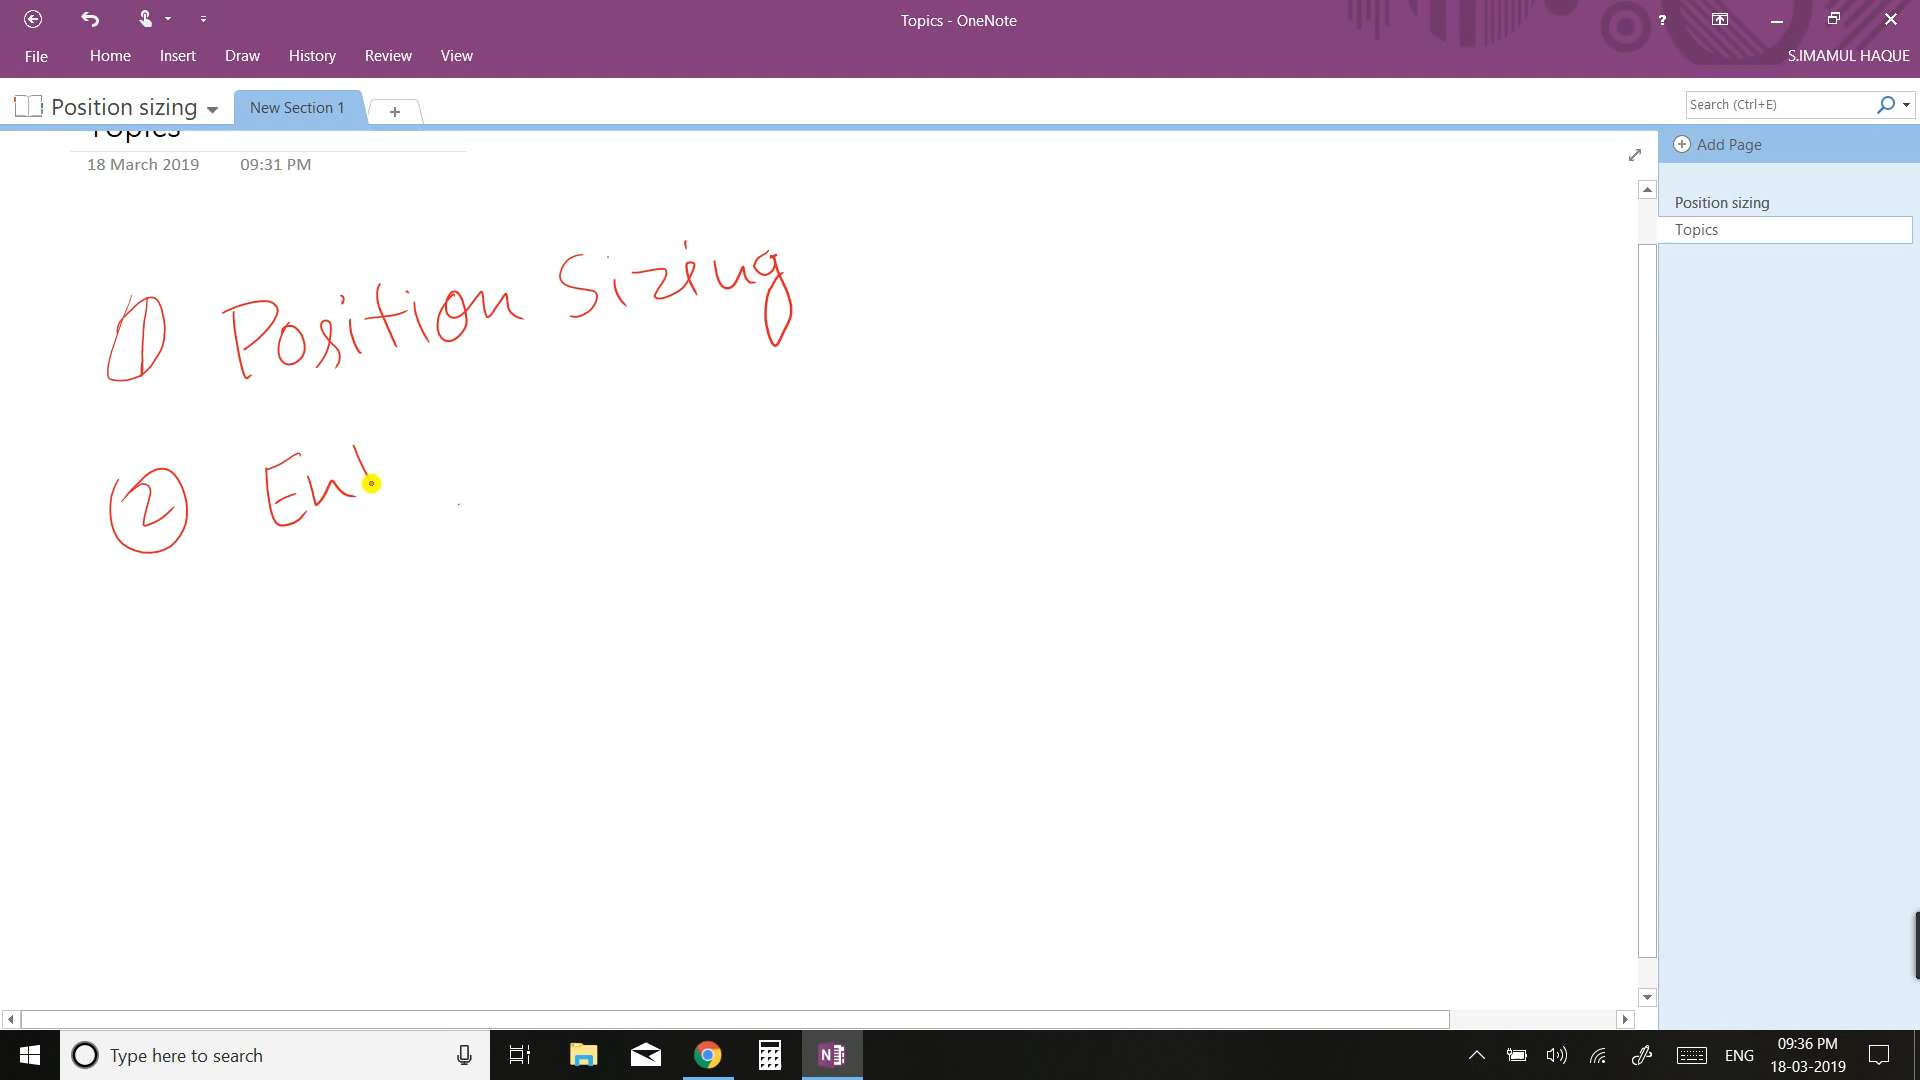 Topics - OneNote
File Home Insert Draw History Review View
S.IMAMUL HAQUE
Position sizing New Section 1 +
Search (Ctrl+E)
Topics
18 March 2019 09:31 PM
Add Page
Position sizing
Topics
1 Position Sizing
2 En
Type here to search
ENG
09:36 PM
18-03-2019